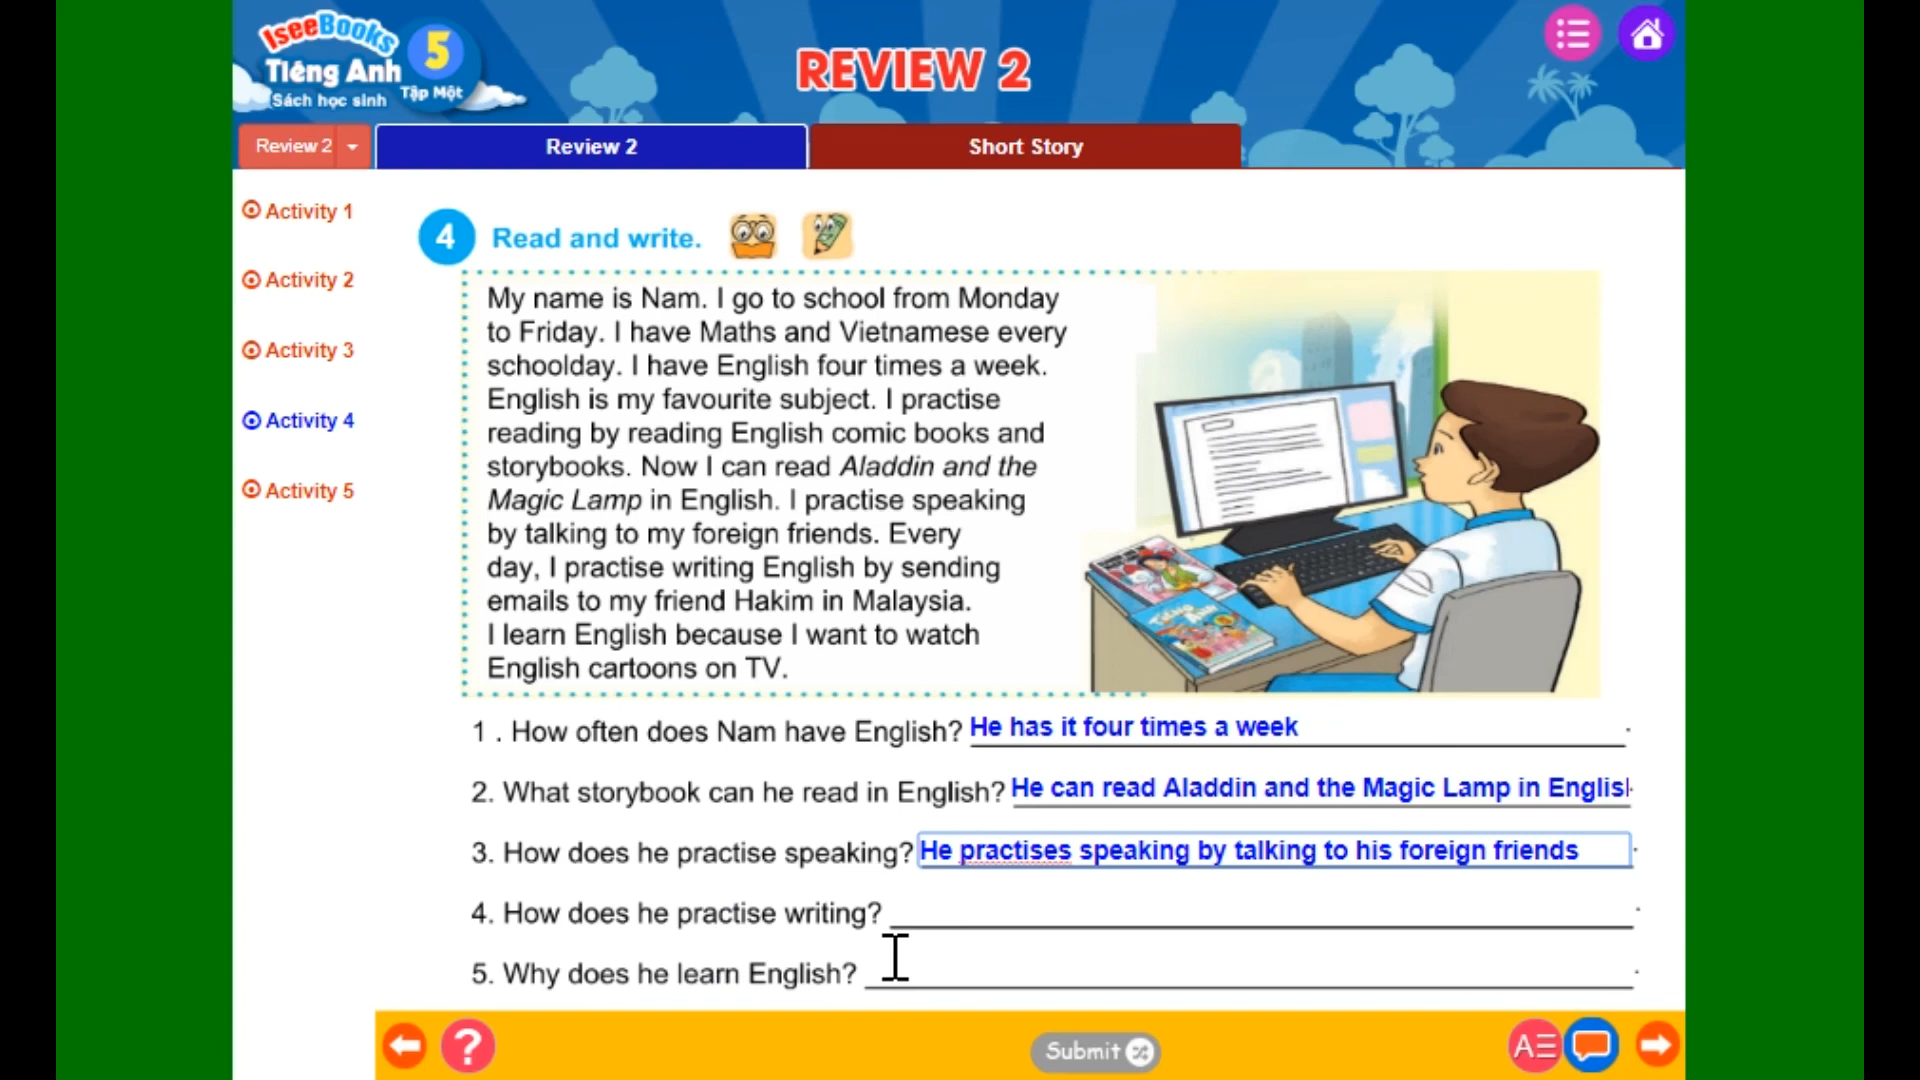 IseeBooks
Tiếng Anh 5
Sách học sinh Tập Một
REVIEW 2
Review 2
Review 2
Short Story
Activity 1
Activity 2
Activity 3
Activity 4
Activity 5
4 Read and write.
My name is Nam. I go to school from Monday
to Friday. I have Maths and Vietnamese every
schoolday. I have English four times a week.
English is my favourite subject. I practise
reading by reading English comic books and
storybooks. Now I can read Aladdin and the
Magic Lamp in English. I practise speaking
by talking to my foreign friends. Every
day, I practise writing English by sending
emails to my friend Hakim in Malaysia.
I learn English because I want to watch
English cartoons on TV.
TIẾNG ANH
1 . How often does Nam have English? He has it four times a week .
2. What storybook can he read in English? He can read Aladdin and the Magic Lamp in Englis
3. How does he practise speaking? He practises speaking by talking to his foreign friends .
4. How does he practise writing? .
5. Why does he learn English? .
?
Submit
A